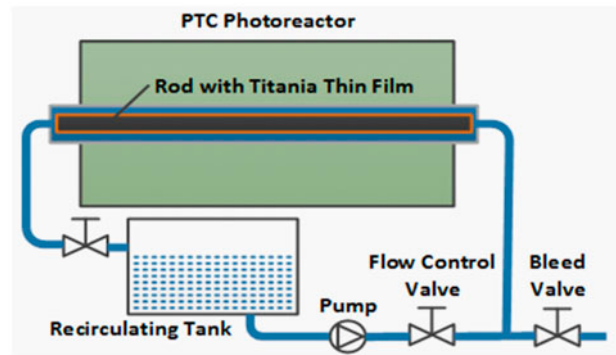 PTC Photoreactor
Rod with Titania Thin Film
Flow Control
Valve
Bleed
Valve
Pump
Recirculating Tank